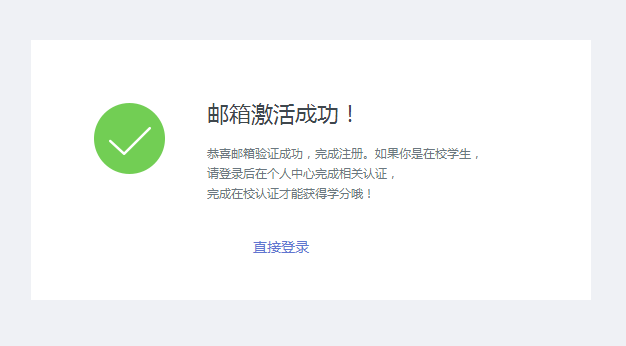 邮箱激活成功！
恭喜邮箱验证成功，完成注册。如果你是在校学生，
请登录后在个人中心完成相关认证，
完成在校认证才能获得学分哦！
直接登录